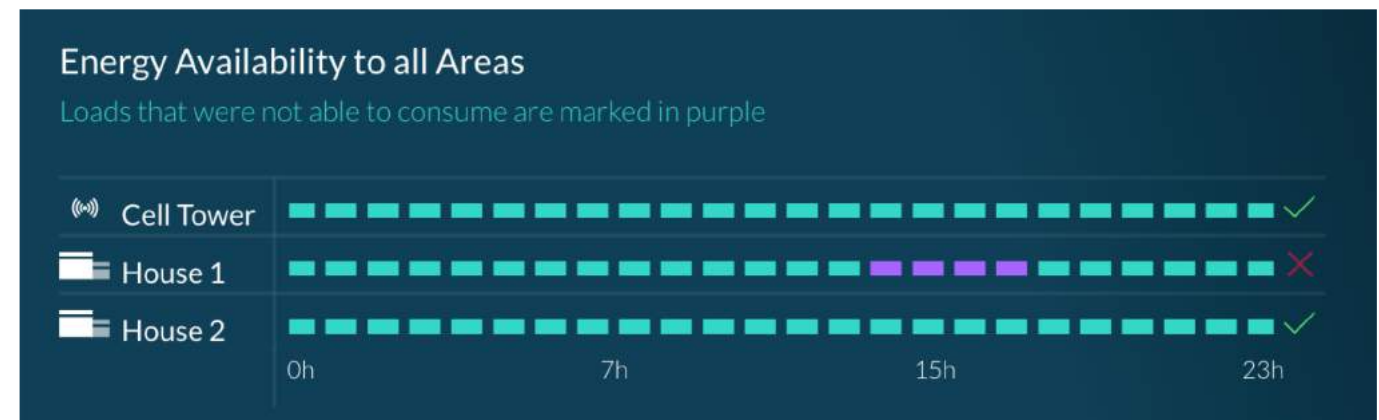 Energy Availability to all Areas
Loads that were not able to consume are marked in purple
Cell Tower
House 1
House 2
0h 7h 15h 23h